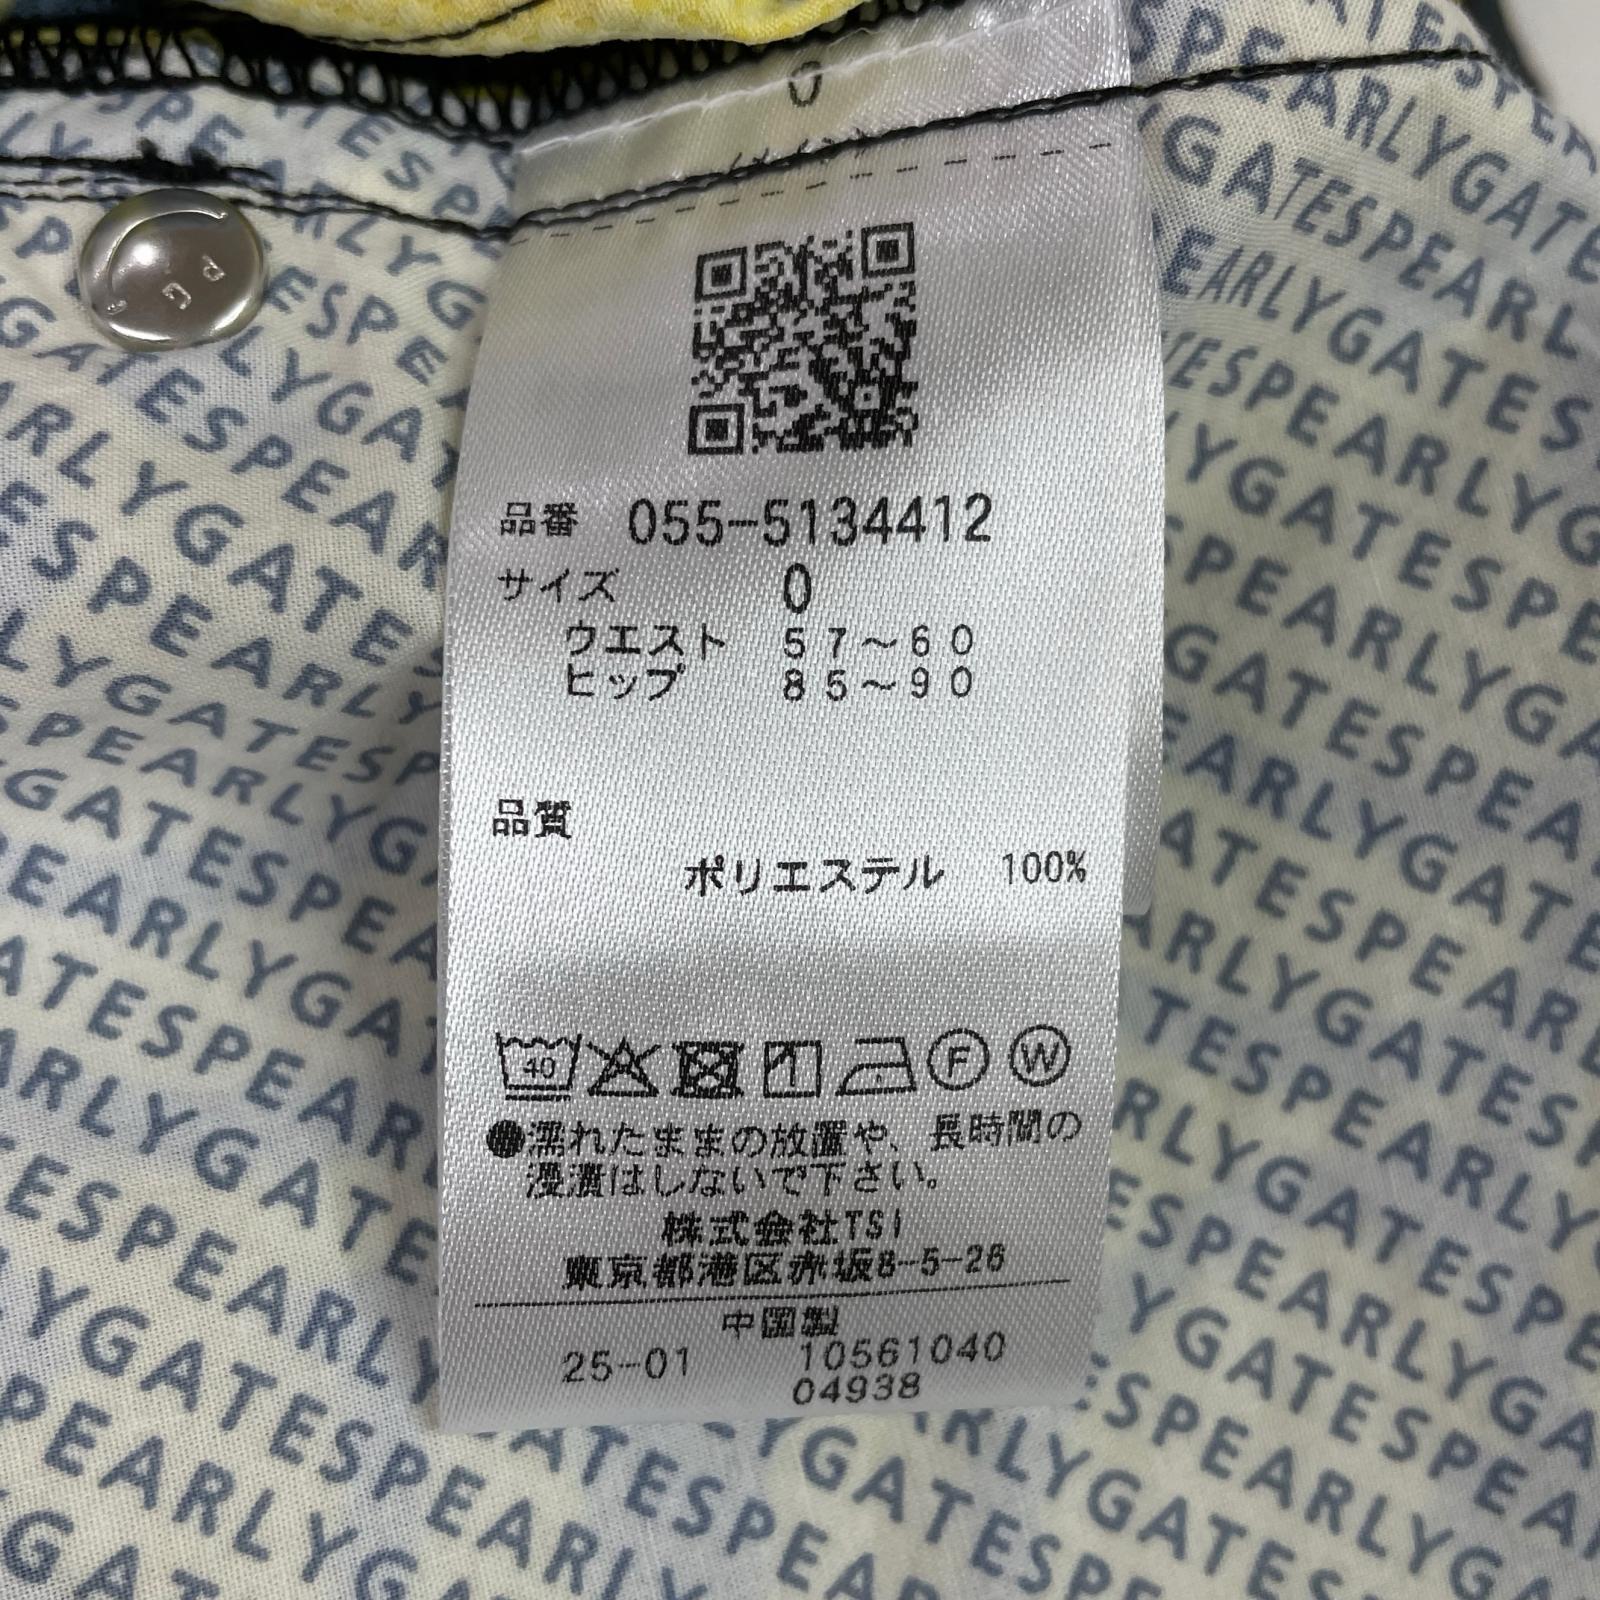 0
品番 055-5134412
サイズ 0
ウエスト 57～60
ヒップ 85～90
品質
ポリエステル 100%
40 F W
●濡れたままの放置や、長時間の
浸漬はしないで下さい。
株式会社TSI
東京都港区赤坂8-5-26
中国製
25-01 10561040
04938
PEARLYGATESPEARLYGATES